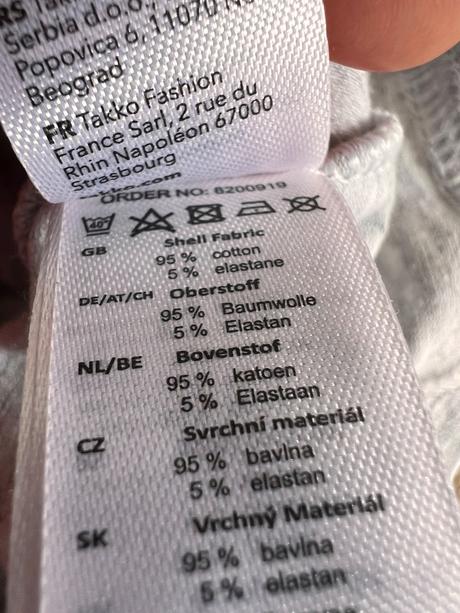 RS Takko
Serbia d.o.o.,
Popovica 6, 11070 No
Beograd
FR Takko Fashion
France Sarl, 2 rue du
Rhin Napoléon 67000
Strasbourg
ORDER NO: 8200919
40°
GB Shell Fabric
95 % cotton
5 % elastane
DE/AT/CH Oberstoff
95 % Baumwolle
5 % Elastan
NL/BE Bovenstof
95 % katoen
5 % Elastaan
CZ Svrchní materiál
95 % bavlna
5 % elastan
SK Vrchný Materiál
95 % bavlna
5 % elastan